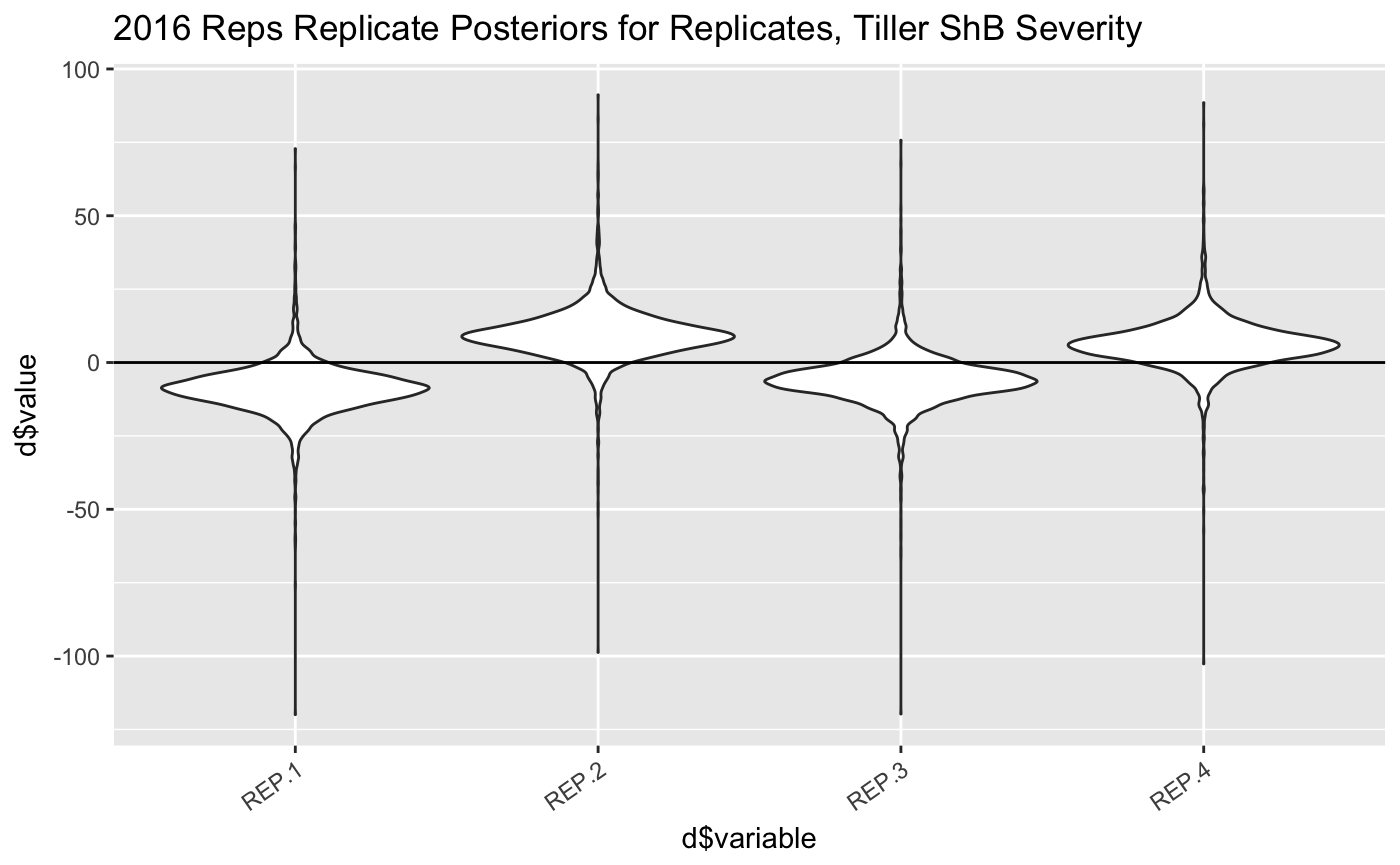 2016 Reps Replicate Posteriors for Replicates, Tiller ShB Severity
100
50
0
-50
-100
d$value
REP.1
REP.2
REP.3
REP.4
d$variable